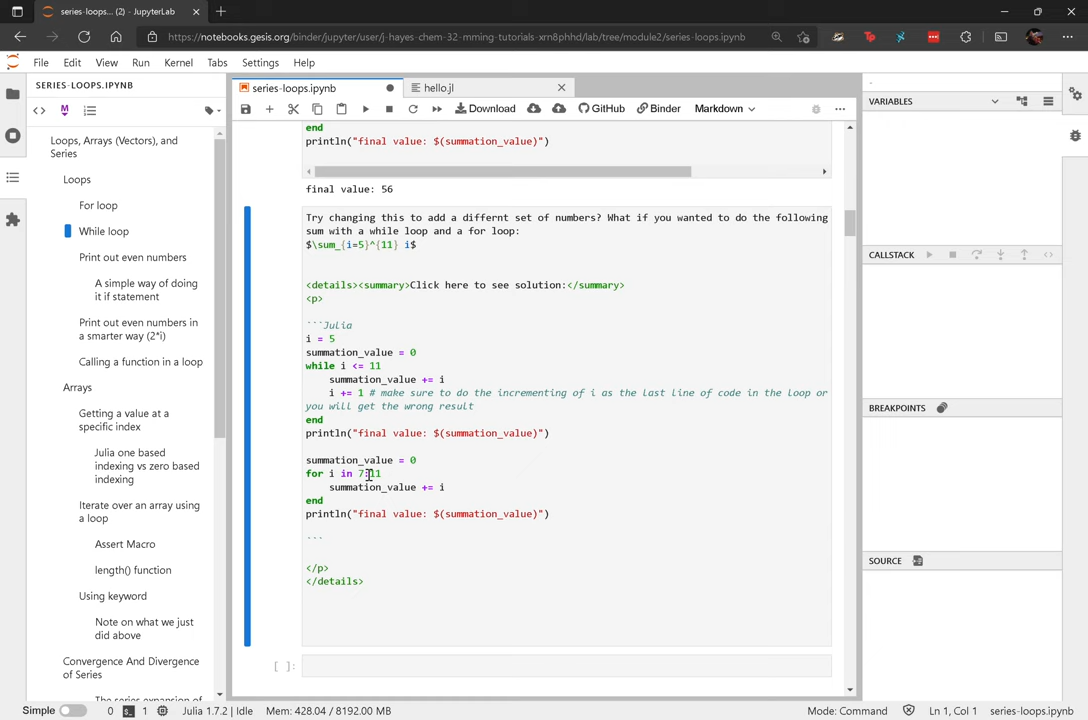 series-loops... (2) - JupyterLab
https://notebooks.gesis.org/binder/jupyter/user/j-hayes-chem-32-mming-tutorials-xrn8phhd/lab/tree/module2/series-loops.ipynb
File Edit View Run Kernel Tabs Settings Help
SERIES-LOOPS.IPYNB
Loops, Arrays (Vectors), and
Series
Loops
For loop
While loop
Print out even numbers
A simple way of doing
it if statement
Print out even numbers in
a smarter way (2*i)
Calling a function in a loop
Arrays
Getting a value at a
specific index
Julia one based
indexing vs zero based
indexing
Iterate over an array using
a loop
Assert Macro
length() function
Using keyword
Note on what we just
did above
Convergence And Divergence
of Series
The series expansion of
series-loops.ipynb
hello.jl
Download GitHub Binder Markdown
end
println("final value: $(summation_value)")
final value: 56
Try changing this to add a differnt set of numbers? What if you wanted to do the following
sum with a while loop and a for loop:
$\sum_{i=5}^{11} i$
<details><summary>Click here to see solution:</summary>
<p>
```Julia
i = 5
summation_value = 0
while i <= 11
summation_value += i
i += 1 # make sure to do the incrementing of i as the last line of code in the loop or
you will get the wrong result
end
println("final value: $(summation_value)")
summation_value = 0
for i in 7:11
summation_value += i
end
println("final value: $(summation_value)")
```
</p>
</details>
[ ]:
VARIABLES
CALLSTACK
BREAKPOINTS
SOURCE
Simple 0 1 Julia 1.7.2 | Idle Mem: 428.04 / 8192.00 MB Mode: Command Ln 1, Col 1 series-loops.ipynb